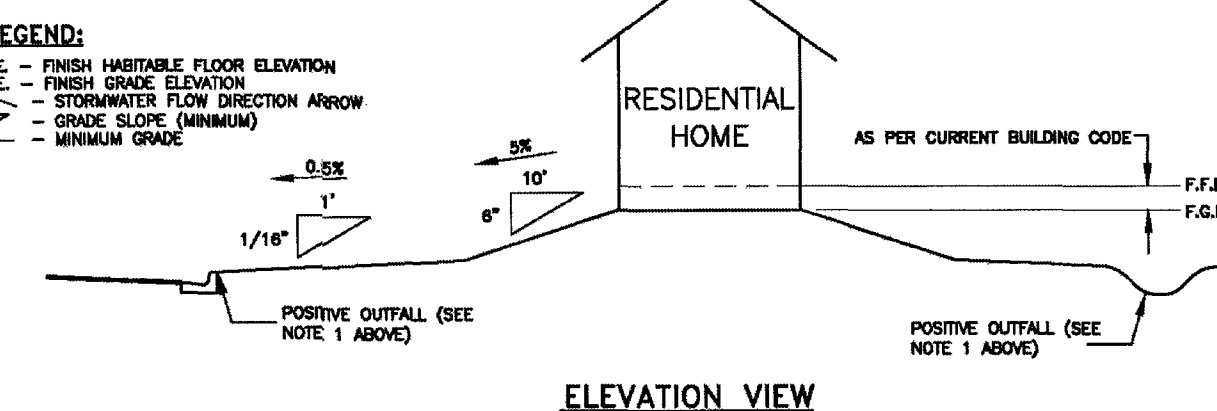 EGEND:
E. – FINISH HABITABLE FLOOR ELEVATION
E. – FINISH GRADE ELEVATION
– STORMWATER FLOW DIRECTION ARROW
– GRADE SLOPE (MINIMUM)
– MINIMUM GRADE
RESIDENTIAL
HOME
AS PER CURRENT BUILDING CODE
5%
0.5%
10'
6"
1'
1/16"
F.F.
F.G.
POSITIVE OUTFALL (SEE
NOTE 1 ABOVE)
POSITIVE OUTFALL (SEE
NOTE 1 ABOVE)
ELEVATION VIEW